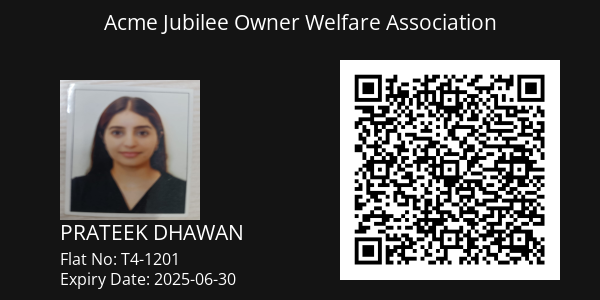 Acme Jubilee Owner Welfare Association
PRATEEK DHAWAN
Flat No: T4-1201
Expiry Date: 2025-06-30